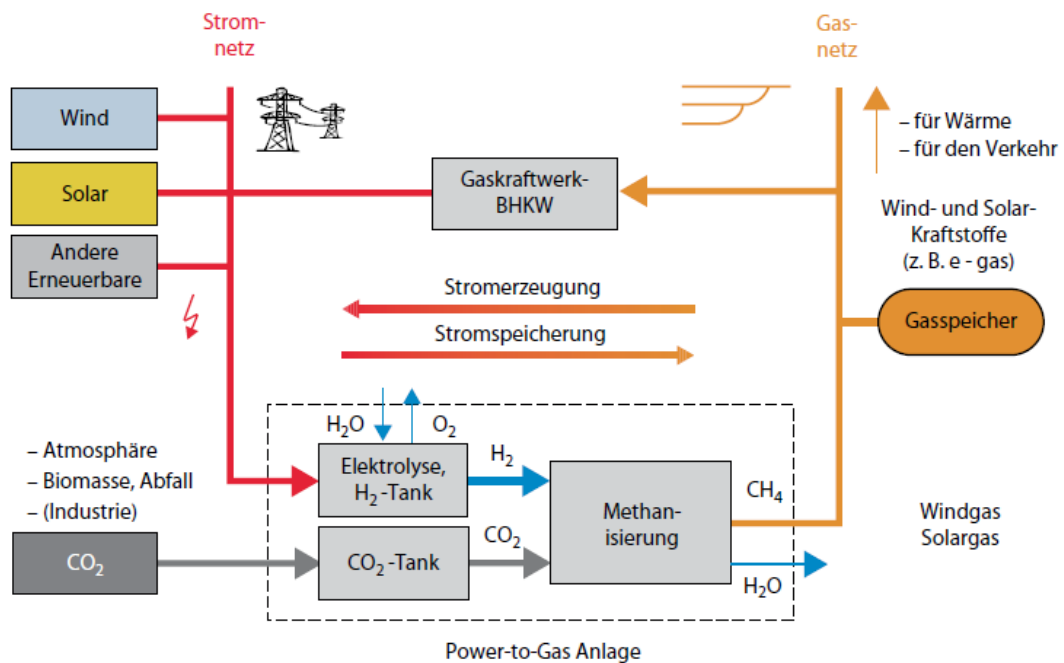 Strom-
netz
Gas-
netz
Wind
Solar
Andere
Erneuerbare
Gaskraftwerk-
BHKW
– für Wärme
– für den Verkehr
Wind- und Solar-
Kraftstoffe
(z. B. e - gas)
Gasspeicher
Stromerzeugung
Stromspeicherung
– Atmosphäre
– Biomasse, Abfall
– (Industrie)
CO₂
H₂O
O₂
Elektrolyse,
H₂-Tank
H₂
CO₂-Tank
CO₂
Methan-
isierung
CH₄
H₂O
Windgas
Solargas
Power-to-Gas Anlage